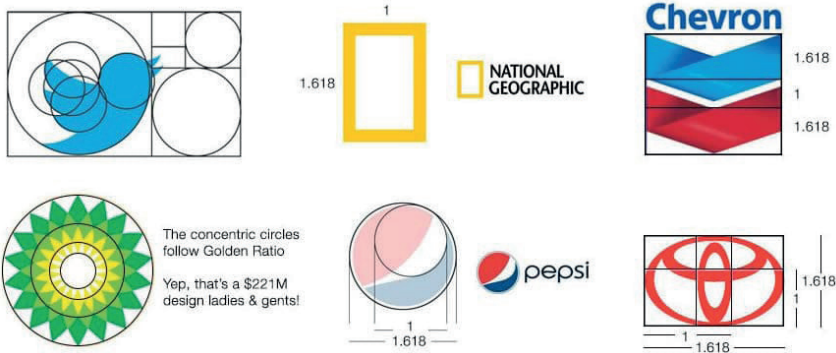 1
1.618
NATIONAL
GEOGRAPHIC
Chevron
1.618
1
1.618
The concentric circles
follow Golden Ratio
Yep, that's a $221M
design ladies & gents!
1
1.618
pepsi
1.618
1
1
1.618